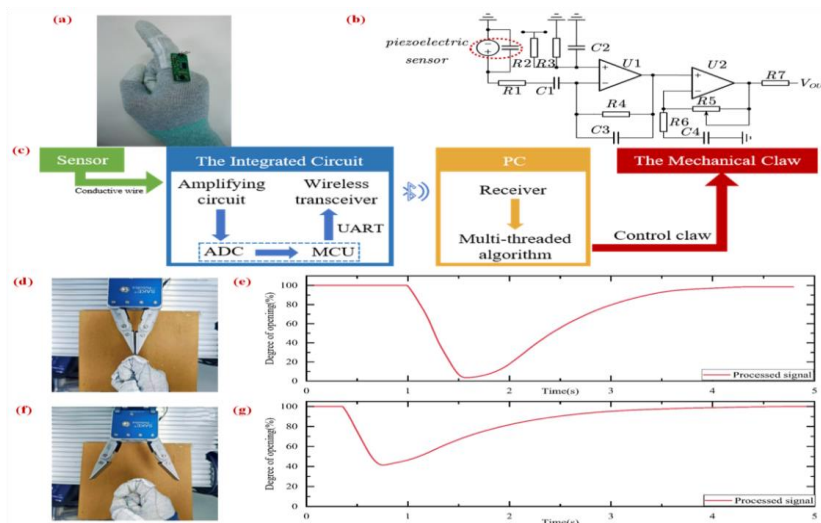 (a)
(b)
piezoelectric
sensor
R2
R3
C2
U1
U2
R1
C1
R4
C3
R5
R6
C4
R7
(c)
Sensor
Conductive wire
The Integrated Circuit
Amplifying
circuit
Wireless
transceiver
UART
ADC
MCU
PC
Receiver
Multi-threaded
algorithm
Control claw
The Mechanical Claw
(d)
(e)
Degree of opening(%)
100
80
60
40
20
0
0 1 2 3 4 5
Time(s)
Processed signal
(f)
(g)
Degree of opening(%)
100
80
60
40
20
0
0 1 2 3 4 5
Time(s)
Processed signal